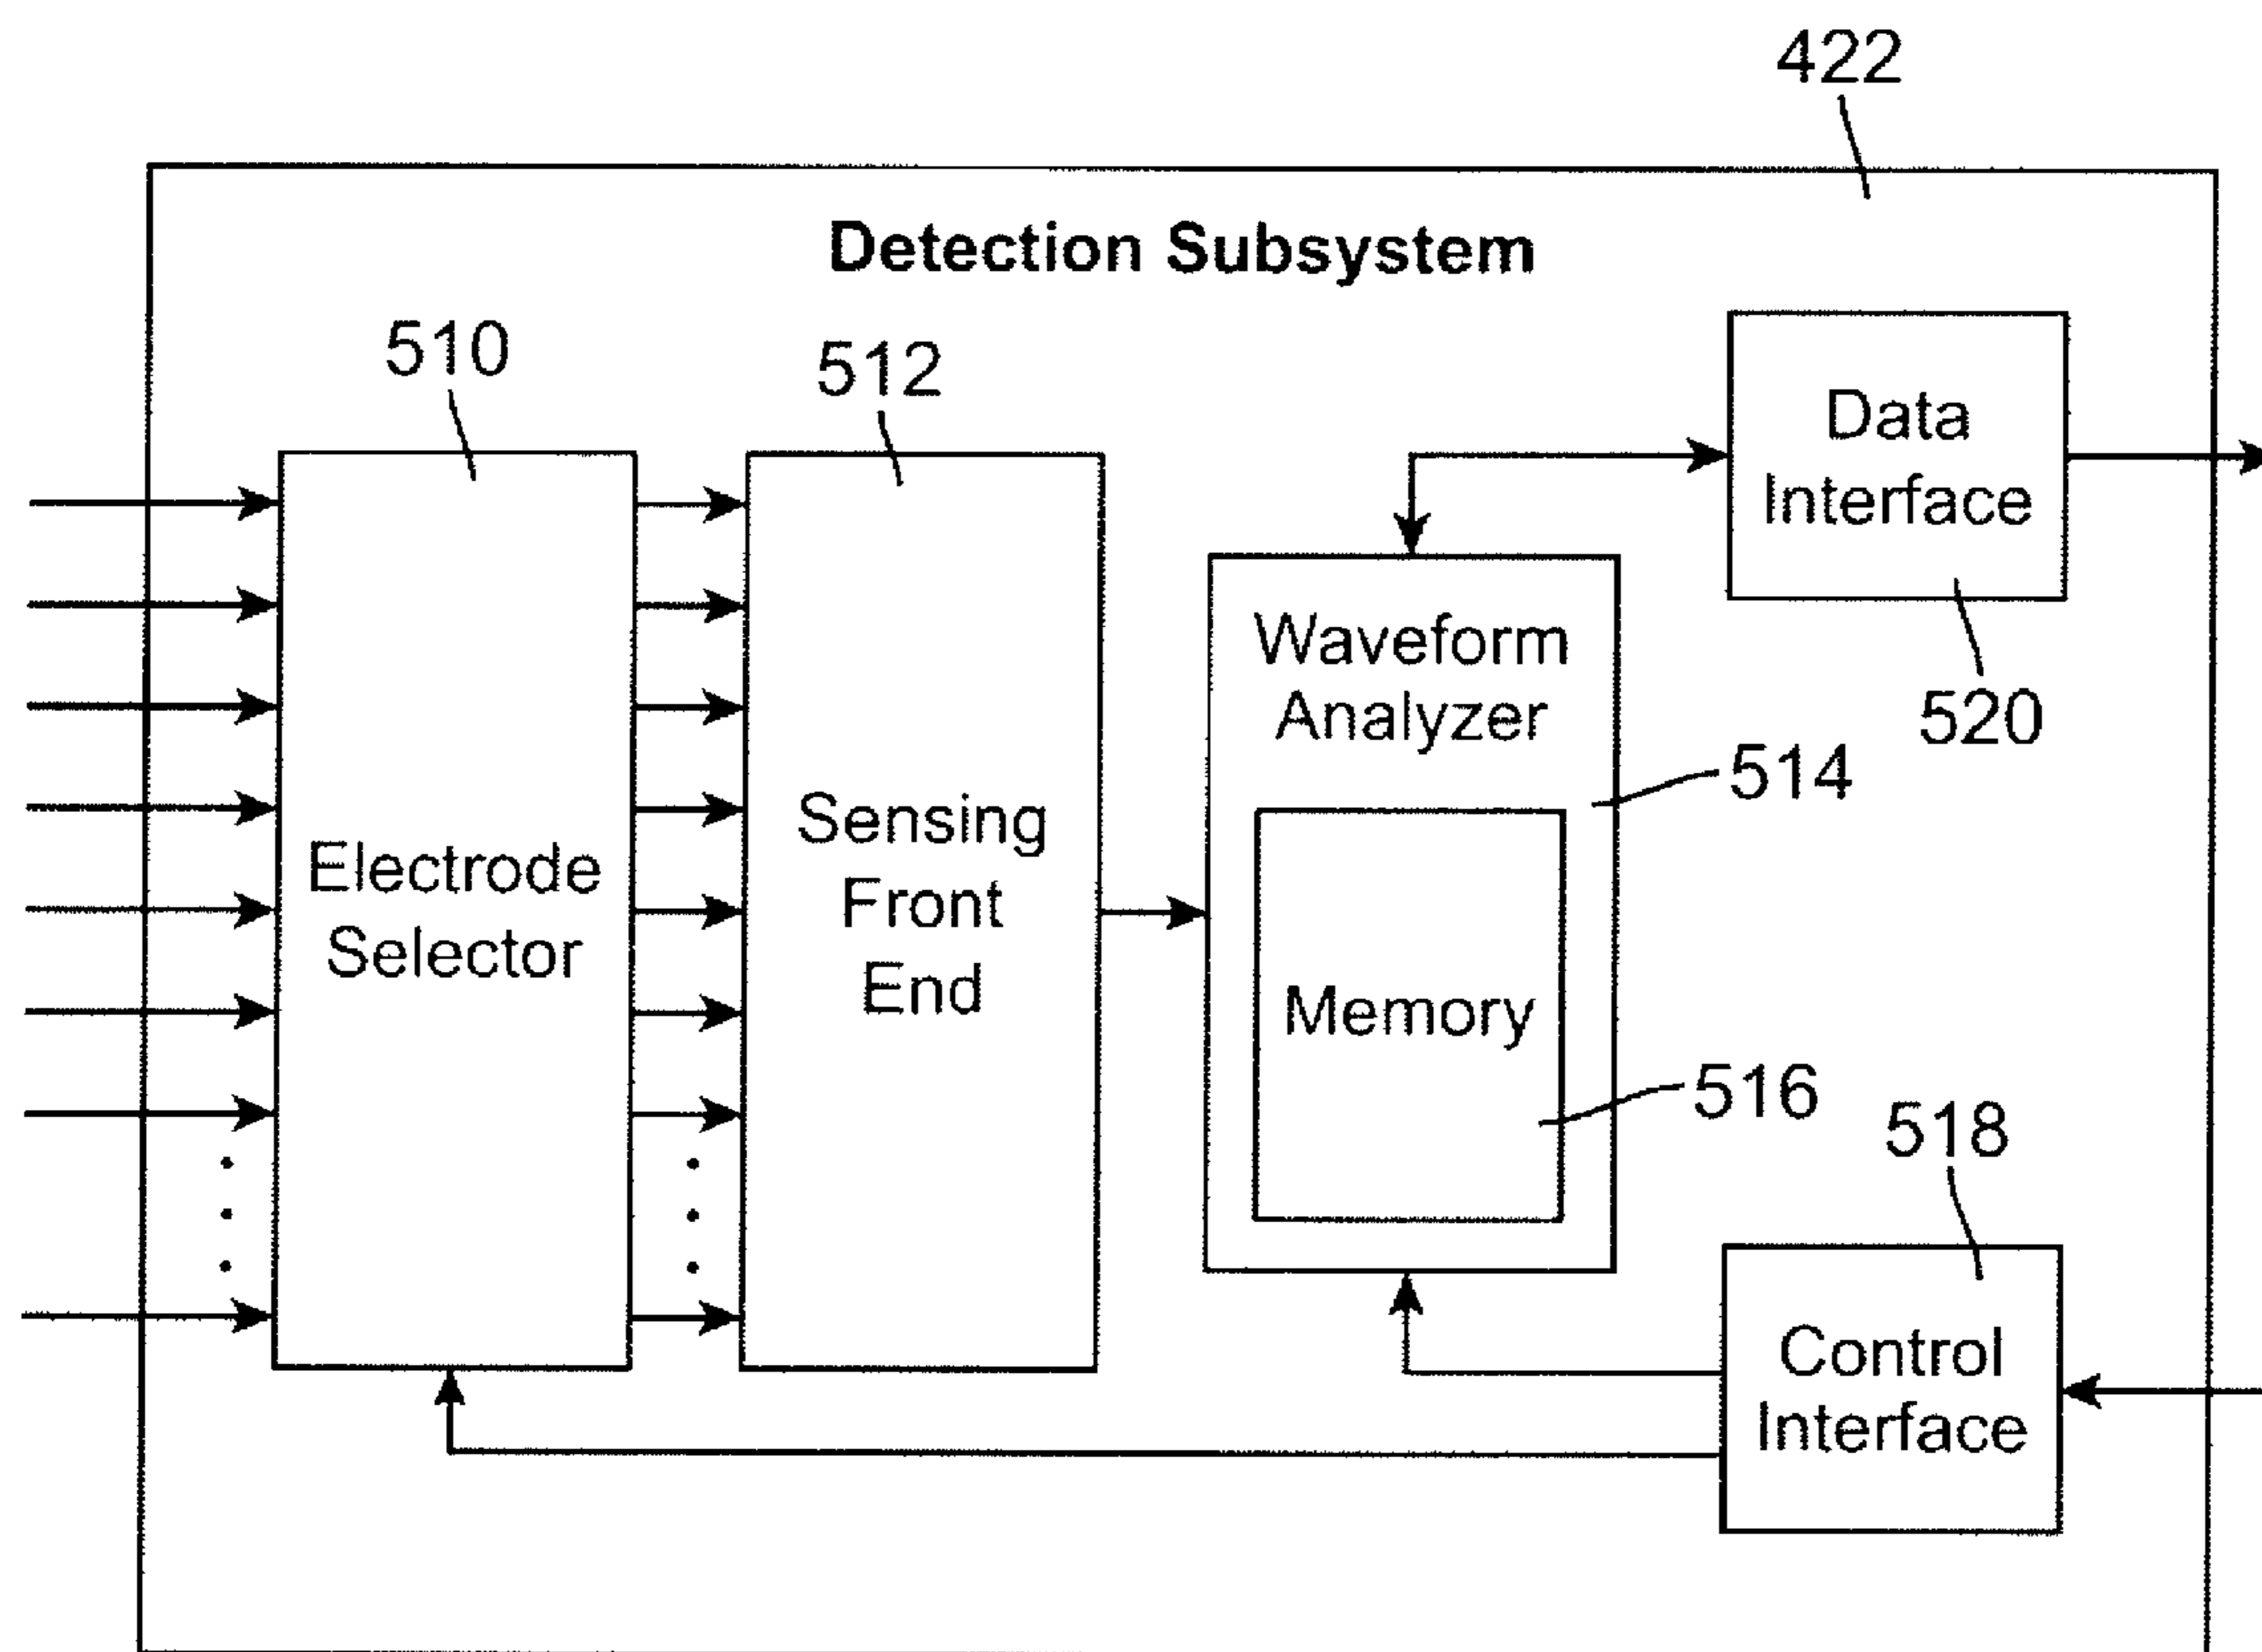 422
Detection Subsystem
510
512
Data
Interface
520
Waveform
Analyzer
514
Electrode
Selector
Sensing
Front
End
Memory
516
518
Control
Interface